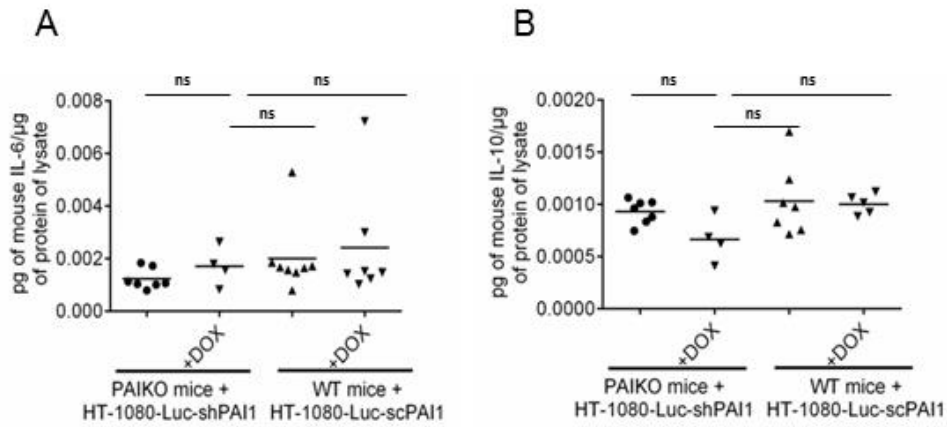 A
ns
ns
ns
pg of mouse IL-6/µg
of protein of lysate
0.008
0.006
0.004
0.002
0.000
+DOX
+DOX
PAIKO mice +
HT-1080-Luc-shPAI1
WT mice +
HT-1080-Luc-scPAI1
B
ns
ns
ns
pg of mouse IL-10/µg
of protein of lysate
0.0020
0.0015
0.0010
0.0005
0.0000
+DOX
+DOX
PAIKO mice +
HT-1080-Luc-shPAI1
WT mice +
HT-1080-Luc-scPAI1